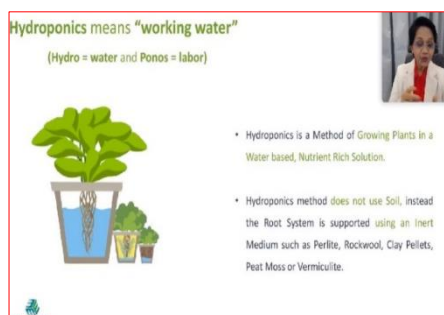 Hydroponics means “working water”
(Hydro = water and Ponos = labor)
• Hydroponics is a Method of Growing Plants in a
Water based, Nutrient Rich Solution.
• Hydroponics method does not use Soil, instead
the Root System is supported using an Inert
Medium such as Perlite, Rockwool, Clay Pellets,
Peat Moss or Vermiculite.